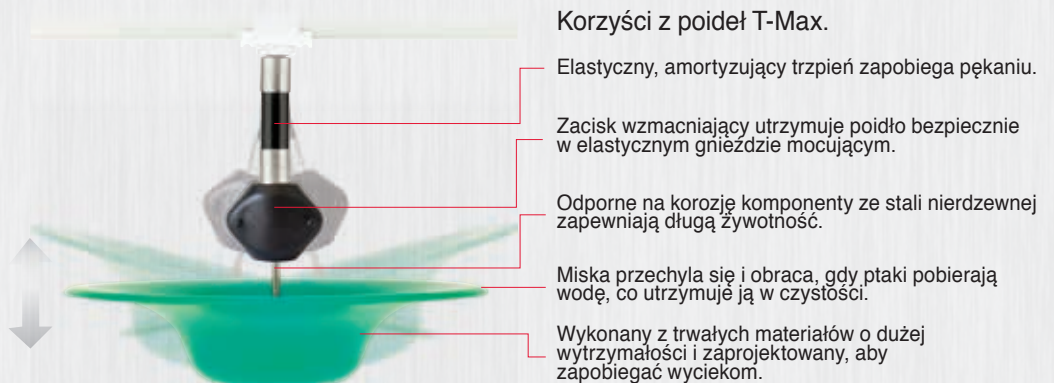 Korzyści z poideł T-Max.
Elastyczny, amortyzujący trzpień zapobiega pękaniu.
Zacisk wzmacniający utrzymuje poidło bezpiecznie
w elastycznym gnieździe mocującym.
Odporne na korozję komponenty ze stali nierdzewnej
zapewniają długą żywotność.
Miska przechyla się i obraca, gdy ptaki pobierają
wodę, co utrzymuje ją w czystości.
Wykonany z trwałych materiałów o dużej
wytrzymałości i zaprojektowany, aby
zapobiegać wyciekom.